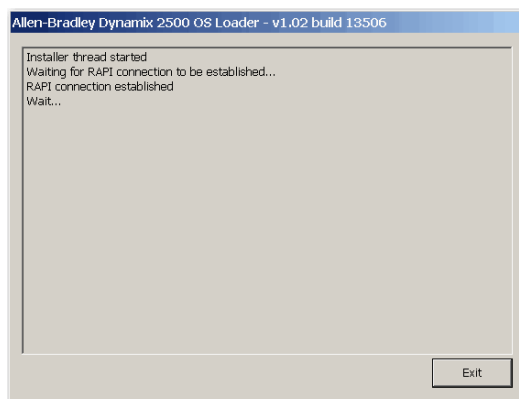 Allen-Bradley Dynamix 2500 OS Loader - v1.02 build 13506
Installer thread started
Waiting for RAPI connection to be established...
RAPI connection established
Wait...
Exit